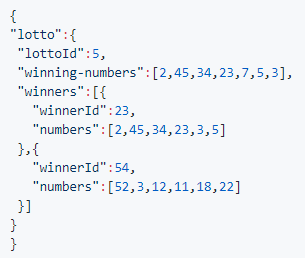 {
"lotto":{
"lottoId":5,
"winning-numbers":[2,45,34,23,7,5,3],
"winners":[{
"winnerId":23,
"numbers":[2,45,34,23,3,5]
},{
"winnerId":54,
"numbers":[52,3,12,11,18,22]
}]
}
}